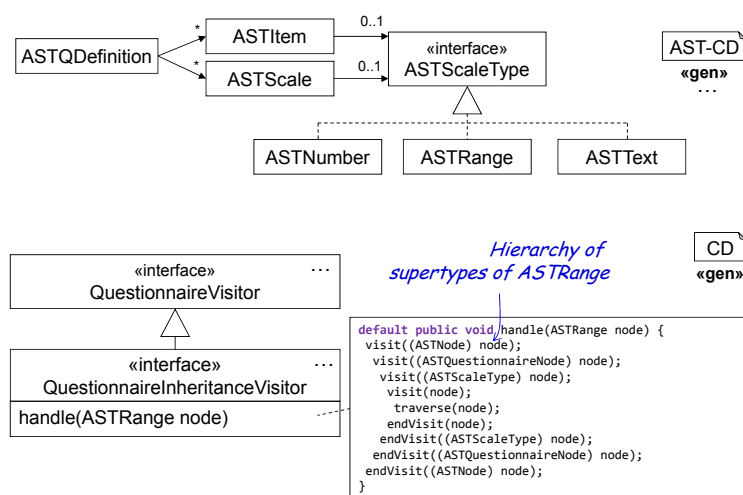 ASTQDefinition
*
*
ASTItem
ASTScale
0..1
0..1
«interface»
ASTScaleType
AST-CD
«gen»
...
ASTNumber
ASTRange
ASTText
«interface»
...
QuestionnaireVisitor
«interface»
...
QuestionnaireInheritanceVisitor
handle(ASTRange node)
Hierarchy of
supertypes of ASTRange
CD
«gen»
default public void handle(ASTRange node) {
visit((ASTNode) node);
visit((ASTQuestionnaireNode) node);
visit((ASTScaleType) node);
visit(node);
traverse(node);
endVisit(node);
endVisit((ASTScaleType) node);
endVisit((ASTQuestionnaireNode) node);
endVisit((ASTNode) node);
}